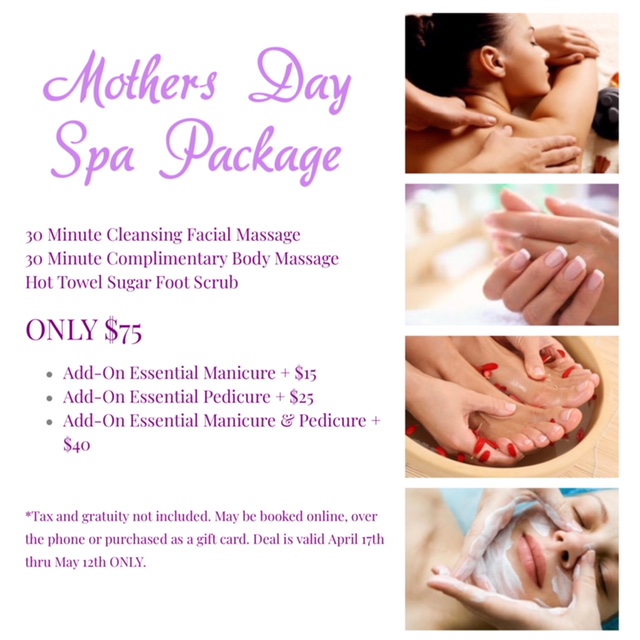 Mothers Day
Spa Package
30 Minute Cleansing Facial Massage
30 Minute Complimentary Body Massage
Hot Towel Sugar Foot Scrub
ONLY $75
• Add-On Essential Manicure + $15
• Add-On Essential Pedicure + $25
• Add-On Essential Manicure & Pedicure +
$40
*Tax and gratuity not included. May be booked online, over
the phone or purchased as a gift card. Deal is valid April 17th
thru May 12th ONLY.